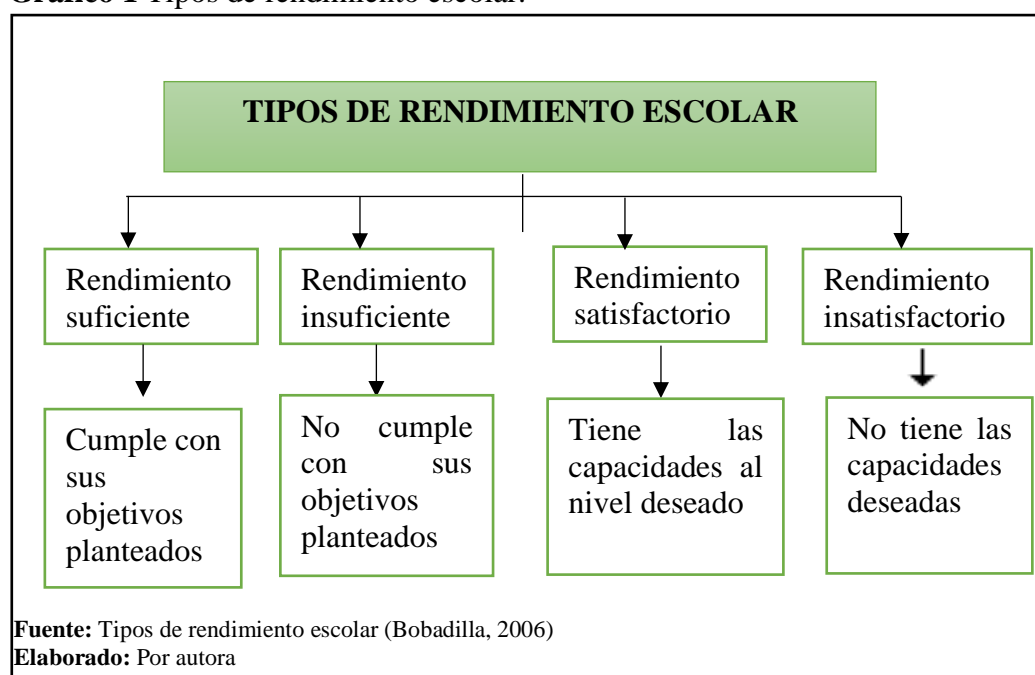 Gráfico 1 Tipos de rendimiento escolar.
TIPOS DE RENDIMIENTO ESCOLAR
Rendimiento
suficiente
Rendimiento
insuficiente
Rendimiento
satisfactorio
Rendimiento
insatisfactorio
Cumple con
sus
objetivos
planteados
No cumple
con sus
objetivos
planteados
Tiene las
capacidades al
nivel deseado
No tiene las
capacidades
deseadas
Fuente: Tipos de rendimiento escolar (Bobadilla, 2006)
Elaborado: Por autora